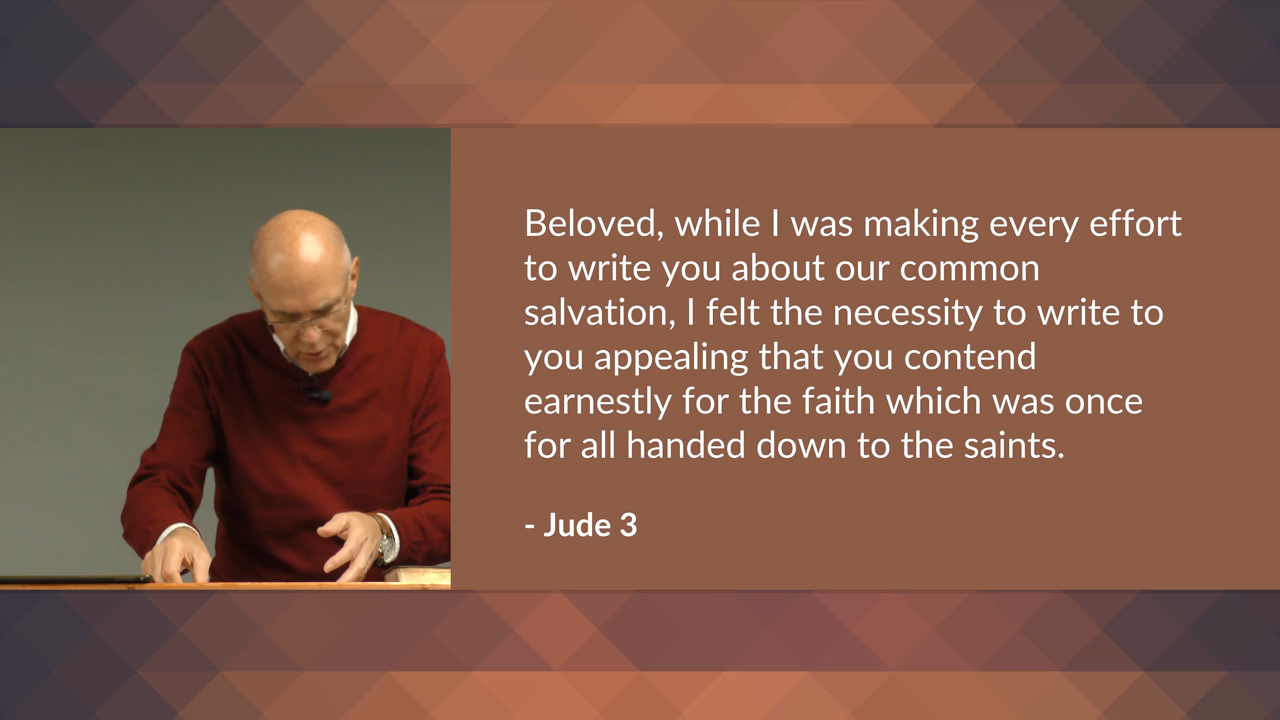 Beloved, while I was making every effort
to write you about our common
salvation, I felt the necessity to write to
you appealing that you contend
earnestly for the faith which was once
for all handed down to the saints.
- Jude 3